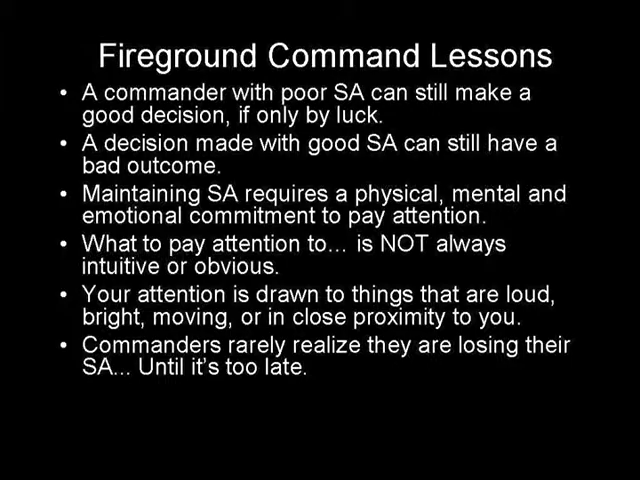 Fireground Command Lessons
• A commander with poor SA can still make a
good decision, if only by luck.
• A decision made with good SA can still have a
bad outcome.
• Maintaining SA requires a physical, mental and
emotional commitment to pay attention.
• What to pay attention to... is NOT always
intuitive or obvious.
• Your attention is drawn to things that are loud,
bright, moving, or in close proximity to you.
• Commanders rarely realize they are losing their
SA... Until it's too late.